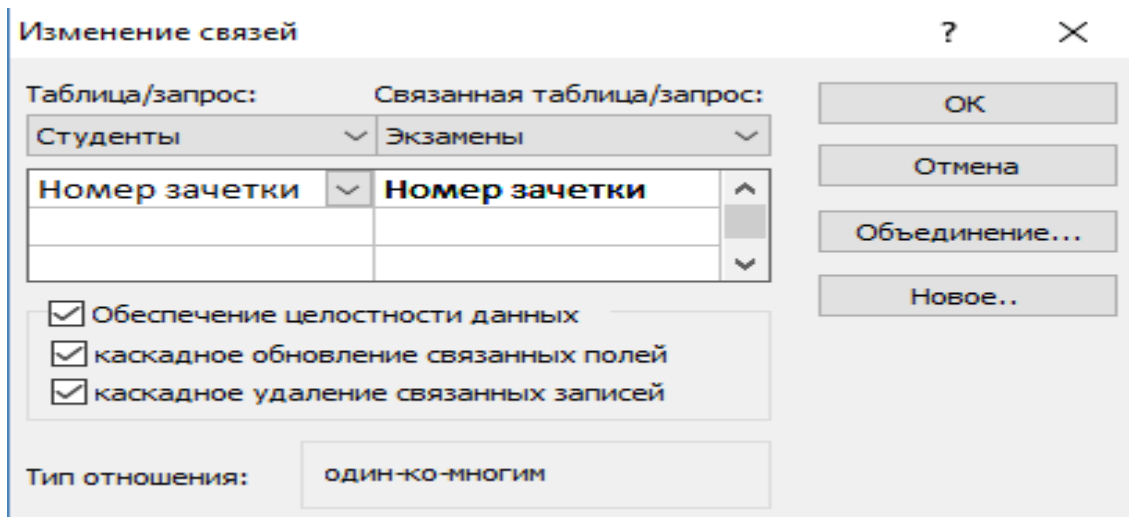 Изменение связей ?
Таблица/запрос: Связанная таблица/запрос:
Студенты Экзамены
Номер зачетки Номер зачетки
Обеспечение целостности данных
каскадное обновление связанных полей
каскадное удаление связанных записей
Тип отношения: один-ко-многим
ОК
Отмена
Объединение...
Новое..